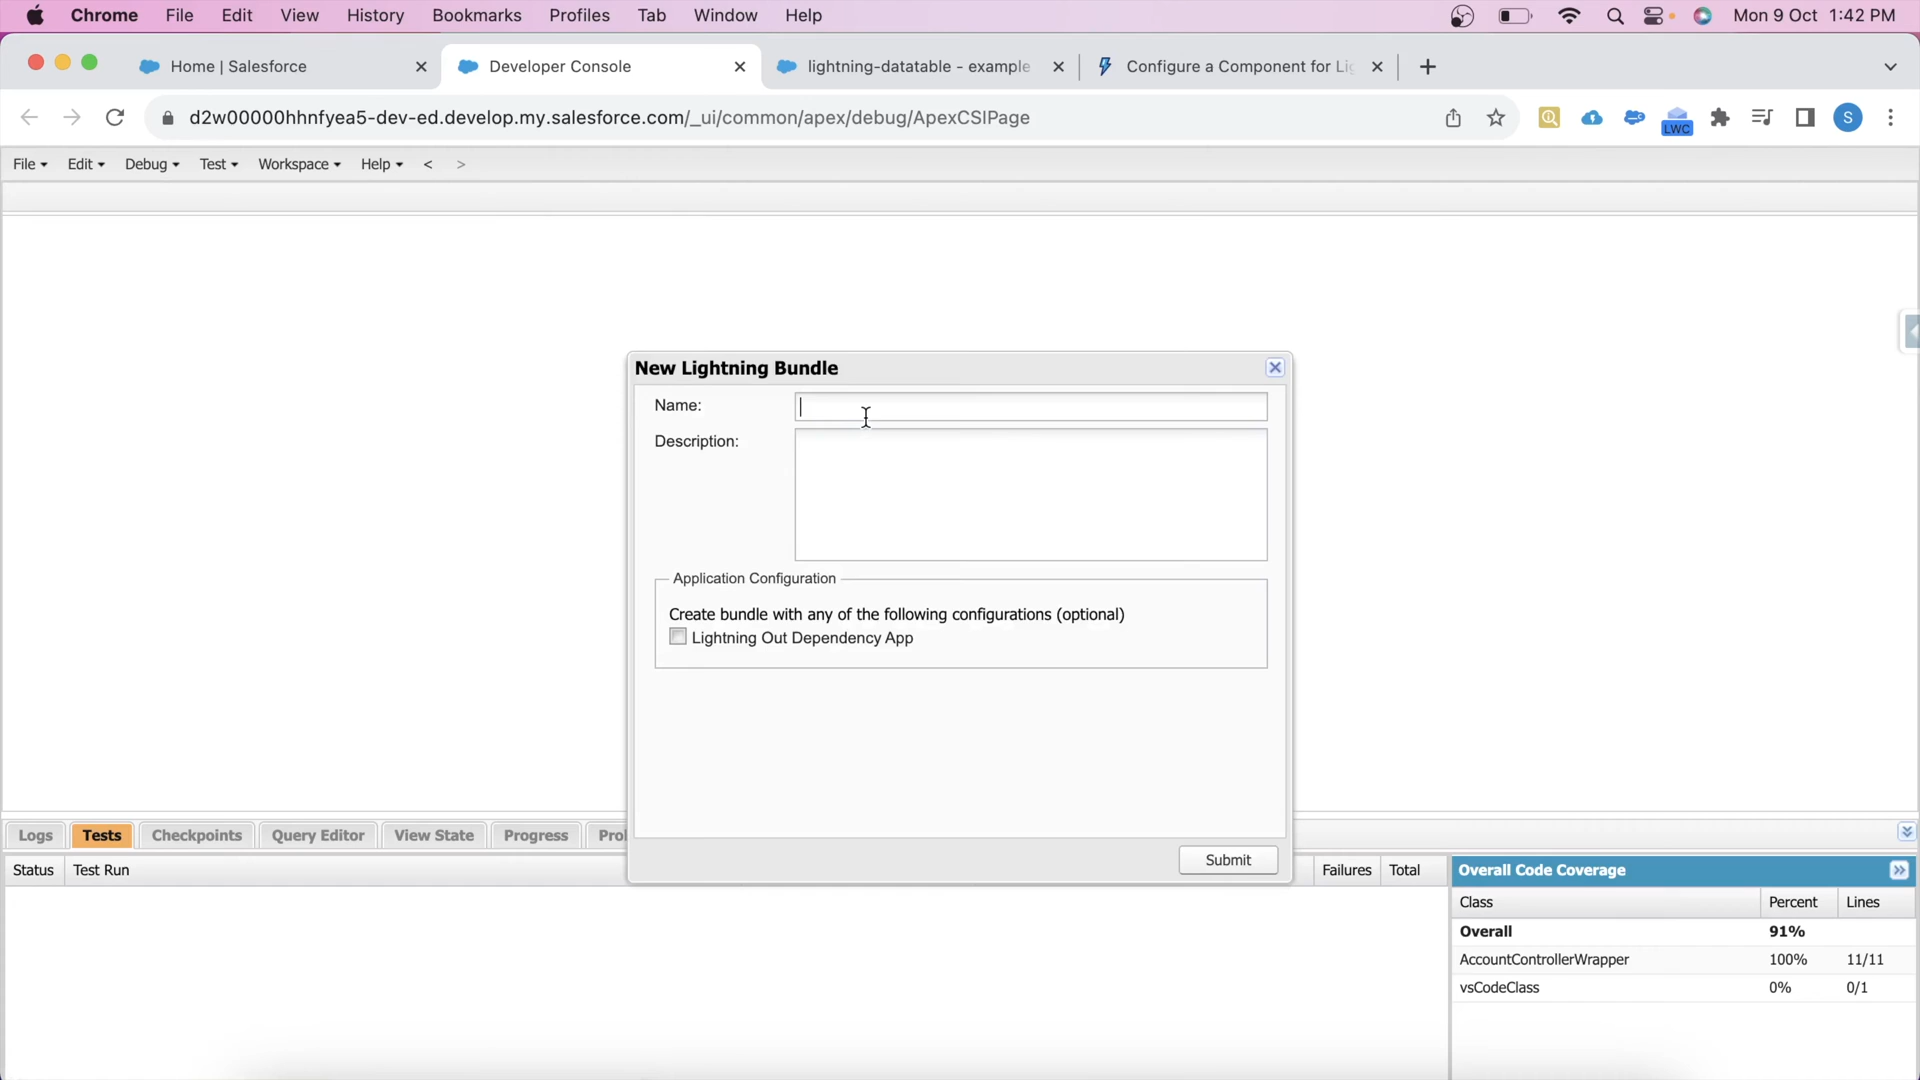 Chrome File Edit View History Bookmarks Profiles Tab Window Help Mon 9 Oct 1:42 PM
Home | Salesforce Developer Console lightning-datatable - example Configure a Component for Lig
d2w00000hhnfyea5-dev-ed.develop.my.salesforce.com/_ui/common/apex/debug/ApexCSIPage LWC S
File Edit Debug Test Workspace Help < >
New Lightning Bundle
Name:
Description:
Application Configuration
Create bundle with any of the following configurations (optional)
Lightning Out Dependency App
Submit
Logs Tests Checkpoints Query Editor View State Progress Prol
Status Test Run Failures Total Overall Code Coverage
Class Percent Lines
Overall 91%
AccountControllerWrapper 100% 11/11
vsCodeClass 0% 0/1